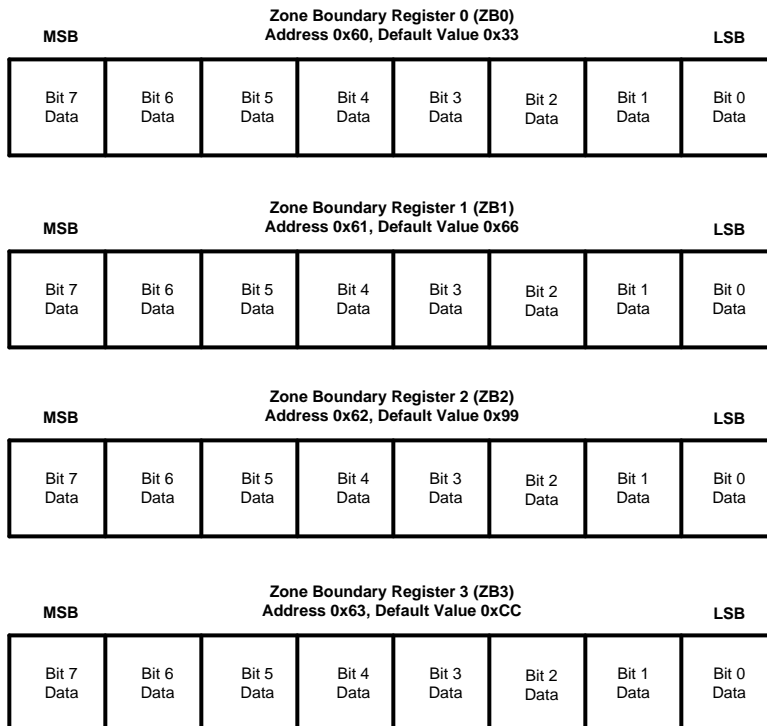 Zone Boundary Register 0 (ZB0)
MSB Address 0x60, Default Value 0x33 LSB
Bit 7 Bit 6 Bit 5 Bit 4 Bit 3 Bit 2 Bit 1 Bit 0
Data Data Data Data Data Data Data Data
Zone Boundary Register 1 (ZB1)
MSB Address 0x61, Default Value 0x66 LSB
Bit 7 Bit 6 Bit 5 Bit 4 Bit 3 Bit 2 Bit 1 Bit 0
Data Data Data Data Data Data Data Data
Zone Boundary Register 2 (ZB2)
MSB Address 0x62, Default Value 0x99 LSB
Bit 7 Bit 6 Bit 5 Bit 4 Bit 3 Bit 2 Bit 1 Bit 0
Data Data Data Data Data Data Data Data
Zone Boundary Register 3 (ZB3)
MSB Address 0x63, Default Value 0xCC LSB
Bit 7 Bit 6 Bit 5 Bit 4 Bit 3 Bit 2 Bit 1 Bit 0
Data Data Data Data Data Data Data Data